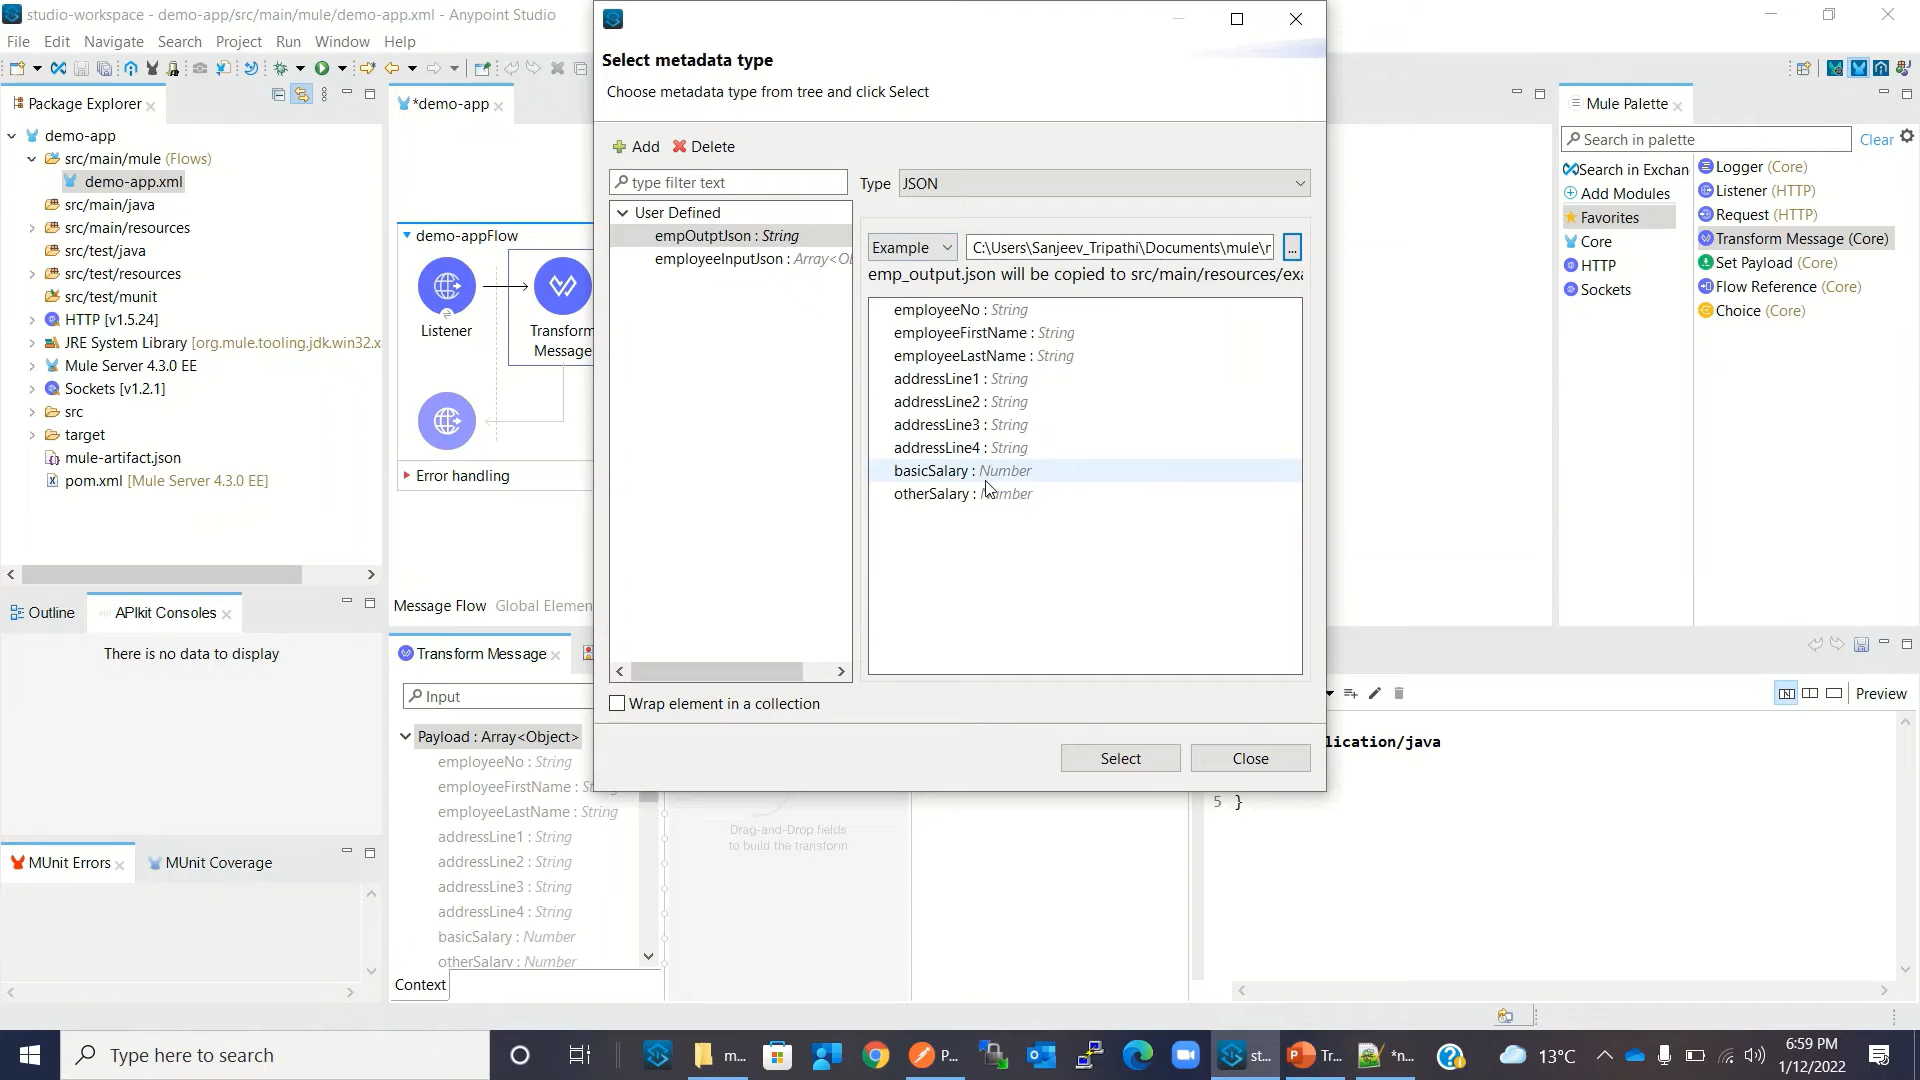 studio-workspace - demo-app/src/main/mule/demo-app.xml - Anypoint Studio
File Edit Navigate Search Project Run Window Help
Package Explorer
demo-app
src/main/mule (Flows)
demo-app.xml
src/main/java
src/main/resources
src/test/java
src/test/resources
src/test/munit
HTTP [v1.5.24]
JRE System Library [org.mule.tooling.jdk.win32.x
Mule Server 4.3.0 EE
Sockets [v1.2.1]
src
target
mule-artifact.json
pom.xml [Mule Server 4.3.0 EE]
Outline
APIkit Consoles
There is no data to display
MUnit Errors
MUnit Coverage
*demo-app
demo-appFlow
Listener
Transform
Message
Error handling
Message Flow Global Elemen
Transform Message
Input
Payload : Array<Object>
employeeNo : String
employeeFirstName : St
employeeLastName : String
addressLine1 : String
addressLine2 : String
addressLine3 : String
addressLine4 : String
basicSalary : Number
otherSalary : Number
Context
Drag-and-Drop fields
to build the transform
Select metadata type
Choose metadata type from tree and click Select
Add Delete
type filter text
User Defined
empOutptJson : String
employeeInputJson : Array<O
Type JSON
Example C:\Users\Sanjeev_Tripathi\Documents\mule\r ...
emp_output.json will be copied to src/main/resources/exa
employeeNo : String
employeeFirstName : String
employeeLastName : String
addressLine1 : String
addressLine2 : String
addressLine3 : String
addressLine4 : String
basicSalary : Number
otherSalary : Number
Wrap element in a collection
Select Close
Preview
lication/java
5 }
Mule Palette
Search in palette Clear
Search in Exchan
Add Modules
Favorites
Core
HTTP
Sockets
Logger (Core)
Listener (HTTP)
Request (HTTP)
Transform Message (Core)
Set Payload (Core)
Flow Reference (Core)
Choice (Core)
Type here to search
m...
P...
st...
Tr...
*n...
13°C
6:59 PM
1/12/2022